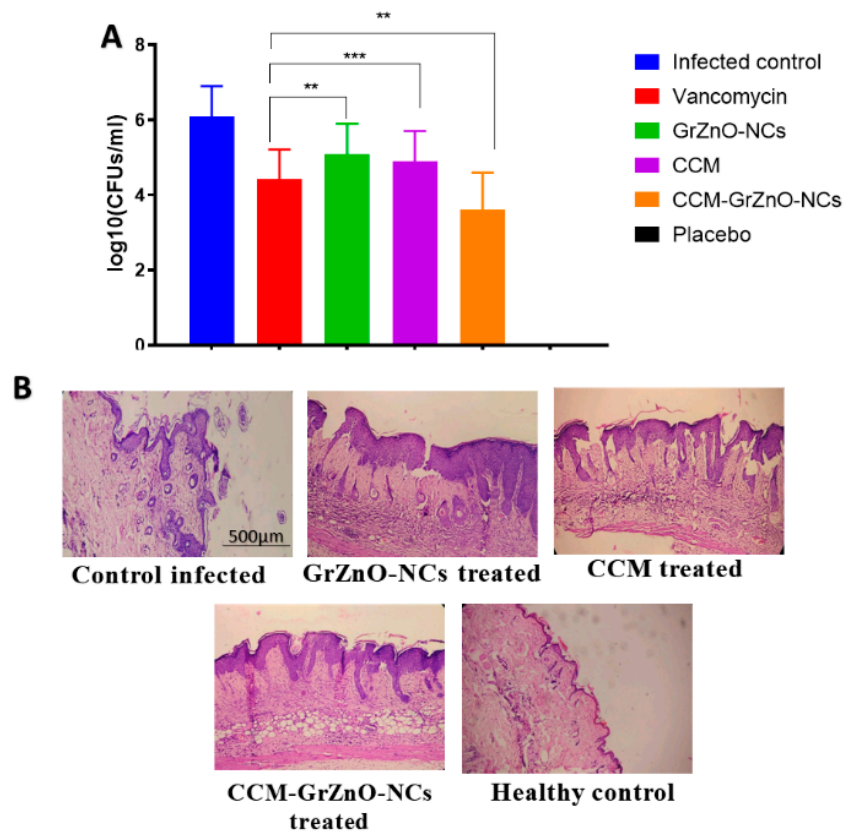 A
8
6
4
2
0
log10(CFUs/ml)
**
***
**
Infected control
Vancomycin
GrZnO-NCs
CCM
CCM-GrZnO-NCs
Placebo
B
500µm
Control infected
GrZnO-NCs treated
CCM treated
CCM-GrZnO-NCs
treated
Healthy control